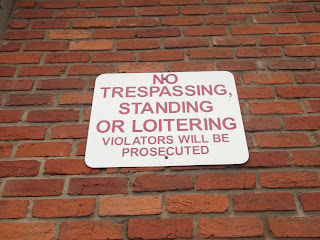 NO
TRESPASSING,
STANDING
OR LOITERING
VIOLATORS WILL BE
PROSECUTED